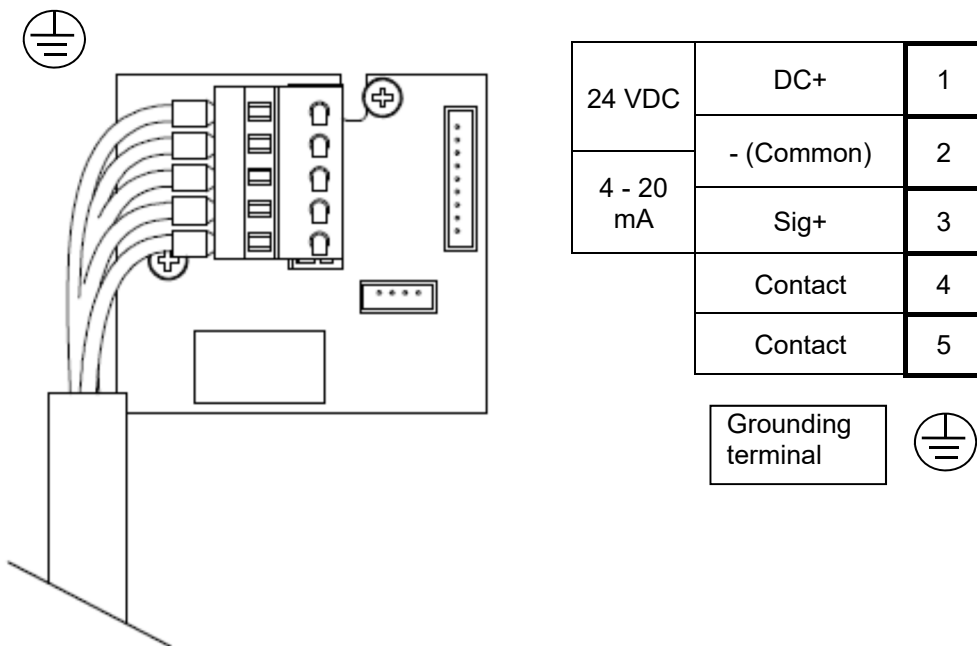 24 VDC
DC+
1
- (Common)
2
4 - 20
mA
Sig+
3
Contact
4
Contact
5
Grounding
terminal